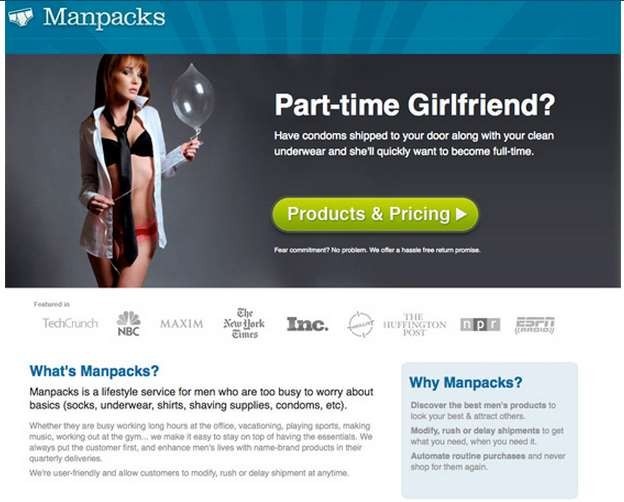 Manpacks
Part-time Girlfriend?
Have condoms shipped to your door along with your clean
underwear and she'll quickly want to become full-time.
Products & Pricing
Fear commitment? No problem. We offer a hassle free return promise.
Featured in
TechCrunch
NBC
MAXIM
The
New York
Times
Inc.
THE
HUFFINGTON
POST
npr
ESPN
RADIO
What's Manpacks?
Manpacks is a lifestyle service for men who are too busy to worry about
basics (socks, underwear, shirts, shaving supplies, condoms, etc).
Whether they are busy working long hours at the office, vacationing, playing sports, making
music, working out at the gym... we make it easy to stay on top of having the essentials. We
always put the customer first, and enhance men's lives with name-brand products in their
quarterly deliveries.
We're user-friendly and allow customers to modify, rush or delay shipment at anytime.
Why Manpacks?
Discover the best men's products to
look your best & attract others.
Modify, rush or delay shipments to get
what you need, when you need it.
Automate routine purchases and never
shop for them again.